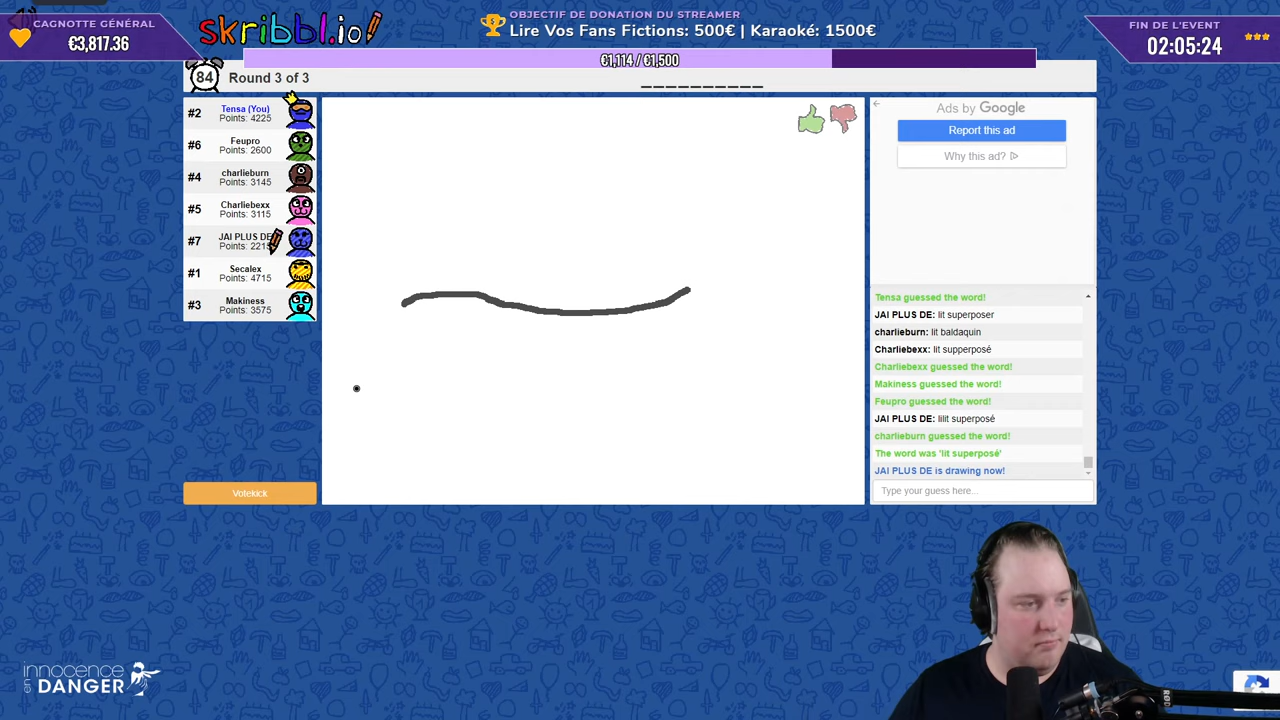 CAGNOTTE GÉNÉRAL
€3,817.36
skribbl.io
OBJECTIF DE DONATION DU STREAMER
Lire Vos Fans Fictions: 500€ | Karaoké: 1500€
€1,114 / €1,500
FIN DE L'EVENT
02:05:24
84
Round 3 of 3
__________
#2
Tensa (You)
Points: 4225
#6
Feupro
Points: 2600
#4
charlieburn
Points: 3145
#5
Charliebexx
Points: 3115
#7
JAI PLUS DE
Points: 2215
#1
Secalex
Points: 4715
#3
Makiness
Points: 3575
Votekick
Ads by Google
Report this ad
Why this ad?
Tensa guessed the word!
JAI PLUS DE: lit superposer
charlieburn: lit baldaquin
Charliebexx: lit supperposé
Charliebexx guessed the word!
Makiness guessed the word!
Feupro guessed the word!
JAI PLUS DE: lilit superposé
charlieburn guessed the word!
The word was 'lit superposé'
JAI PLUS DE is drawing now!
Type your guess here...
innocence
en DANGER
RØDE